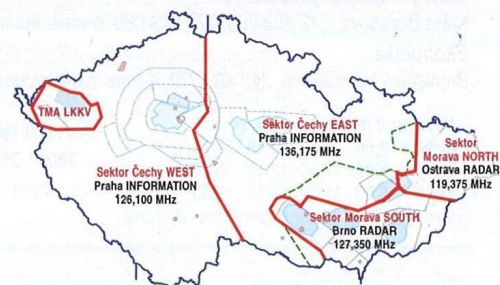 TMA LKKV
Sektor Čechy WEST
Praha INFORMATION
126,100 MHz
Sektor Čechy EAST
Praha INFORMATION
136,175 MHz
Sektor
Morava NORTH
Ostrava RADAR
119,375 MHz
Sektor Morava SOUTH
Brno RADAR
127,350 MHz